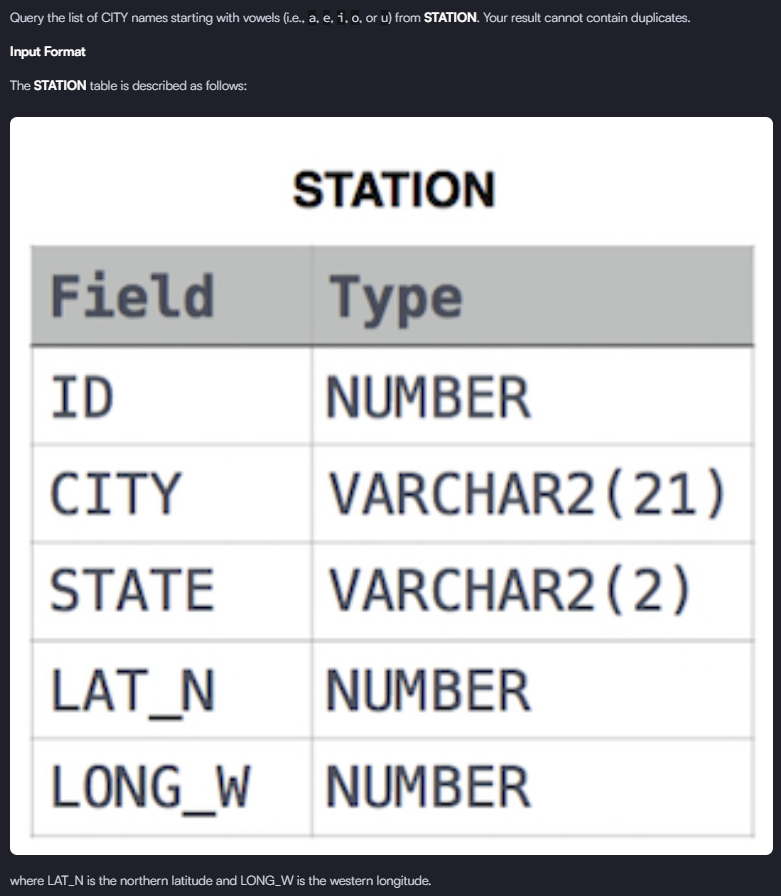 Query the list of CITY names starting with vowels (i.e., a, e, i, o, or u) from STATION. Your result cannot contain duplicates.
Input Format
The STATION table is described as follows:
STATION
Field Type
ID NUMBER
CITY VARCHAR2(21)
STATE VARCHAR2(2)
LAT_N NUMBER
LONG_W NUMBER
where LAT_N is the northern latitude and LONG_W is the western longitude.